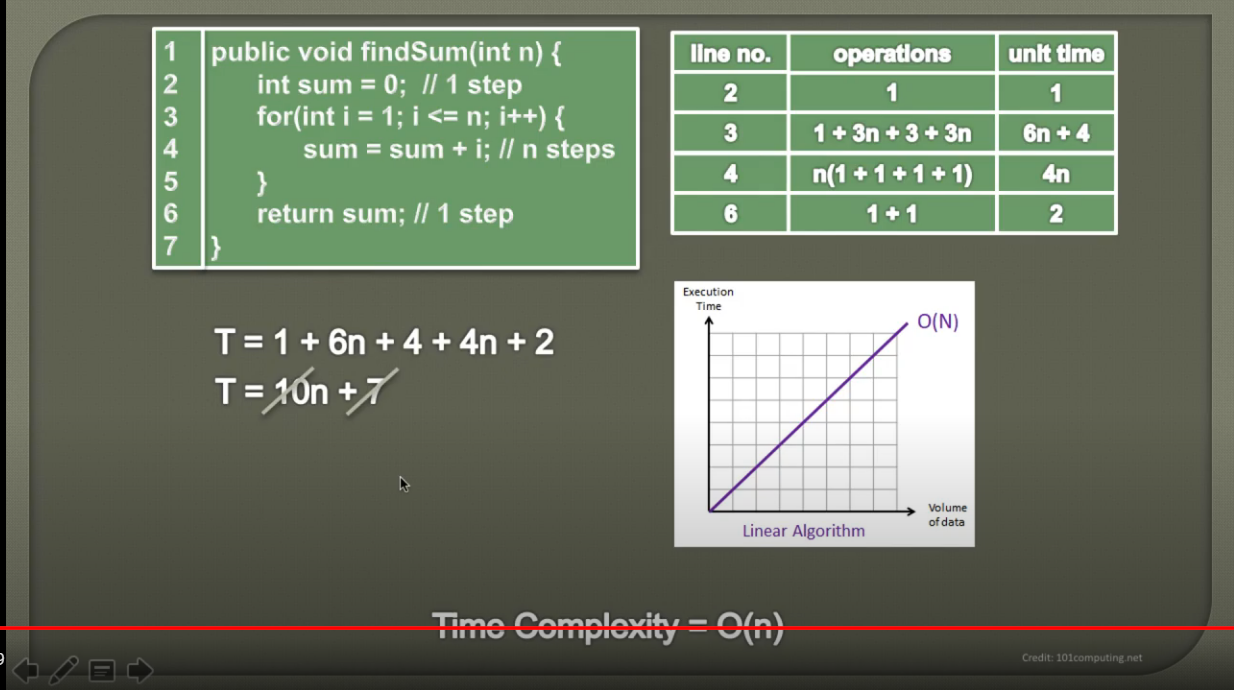 1 public void findSum(int n) {
2 int sum = 0; // 1 step
3 for(int i = 1; i <= n; i++) {
4 sum = sum + i; // n steps
5 }
6 return sum; // 1 step
7 }
line no. operations unit time
2 1 1
3 1 + 3n + 3 + 3n 6n + 4
4 n(1 + 1 + 1 + 1) 4n
6 1 + 1 2
T = 1 + 6n + 4 + 4n + 2
T = 10n + 7
Execution
Time
O(N)
Volume
of data
Linear Algorithm
Time Complexity = O(n)
9
Credit: 101computing.net